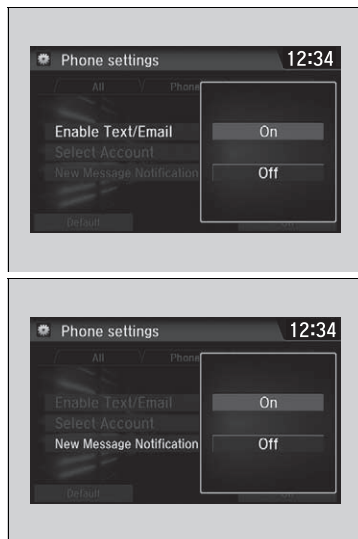 Phone settings 12:34
All Phone
Enable Text/Email On
Select Account
New Message Notification Off
Default
Phone settings 12:34
All Phone
Enable Text/Email On
Select Account
New Message Notification Off
Default